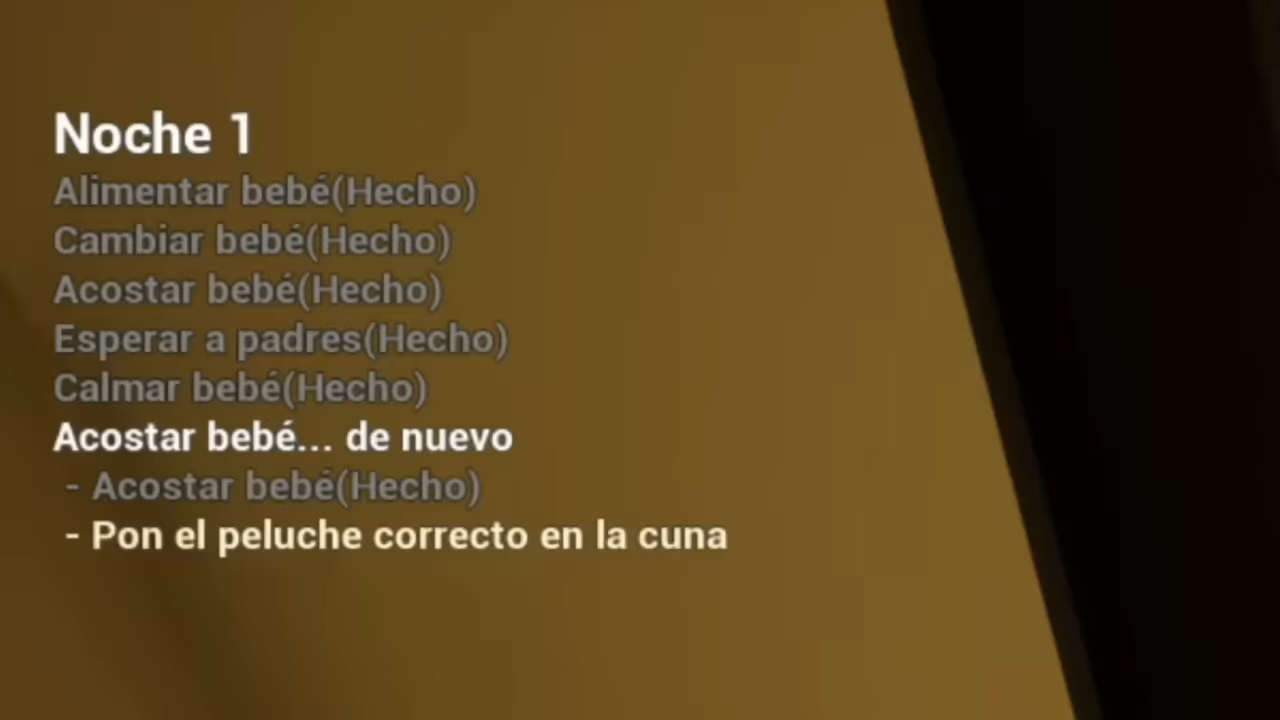 Noche 1
Alimentar bebé(Hecho)
Cambiar bebé(Hecho)
Acostar bebé(Hecho)
Esperar a padres(Hecho)
Calmar bebé(Hecho)
Acostar bebé... de nuevo
- Acostar bebé(Hecho)
- Pon el peluche correcto en la cuna